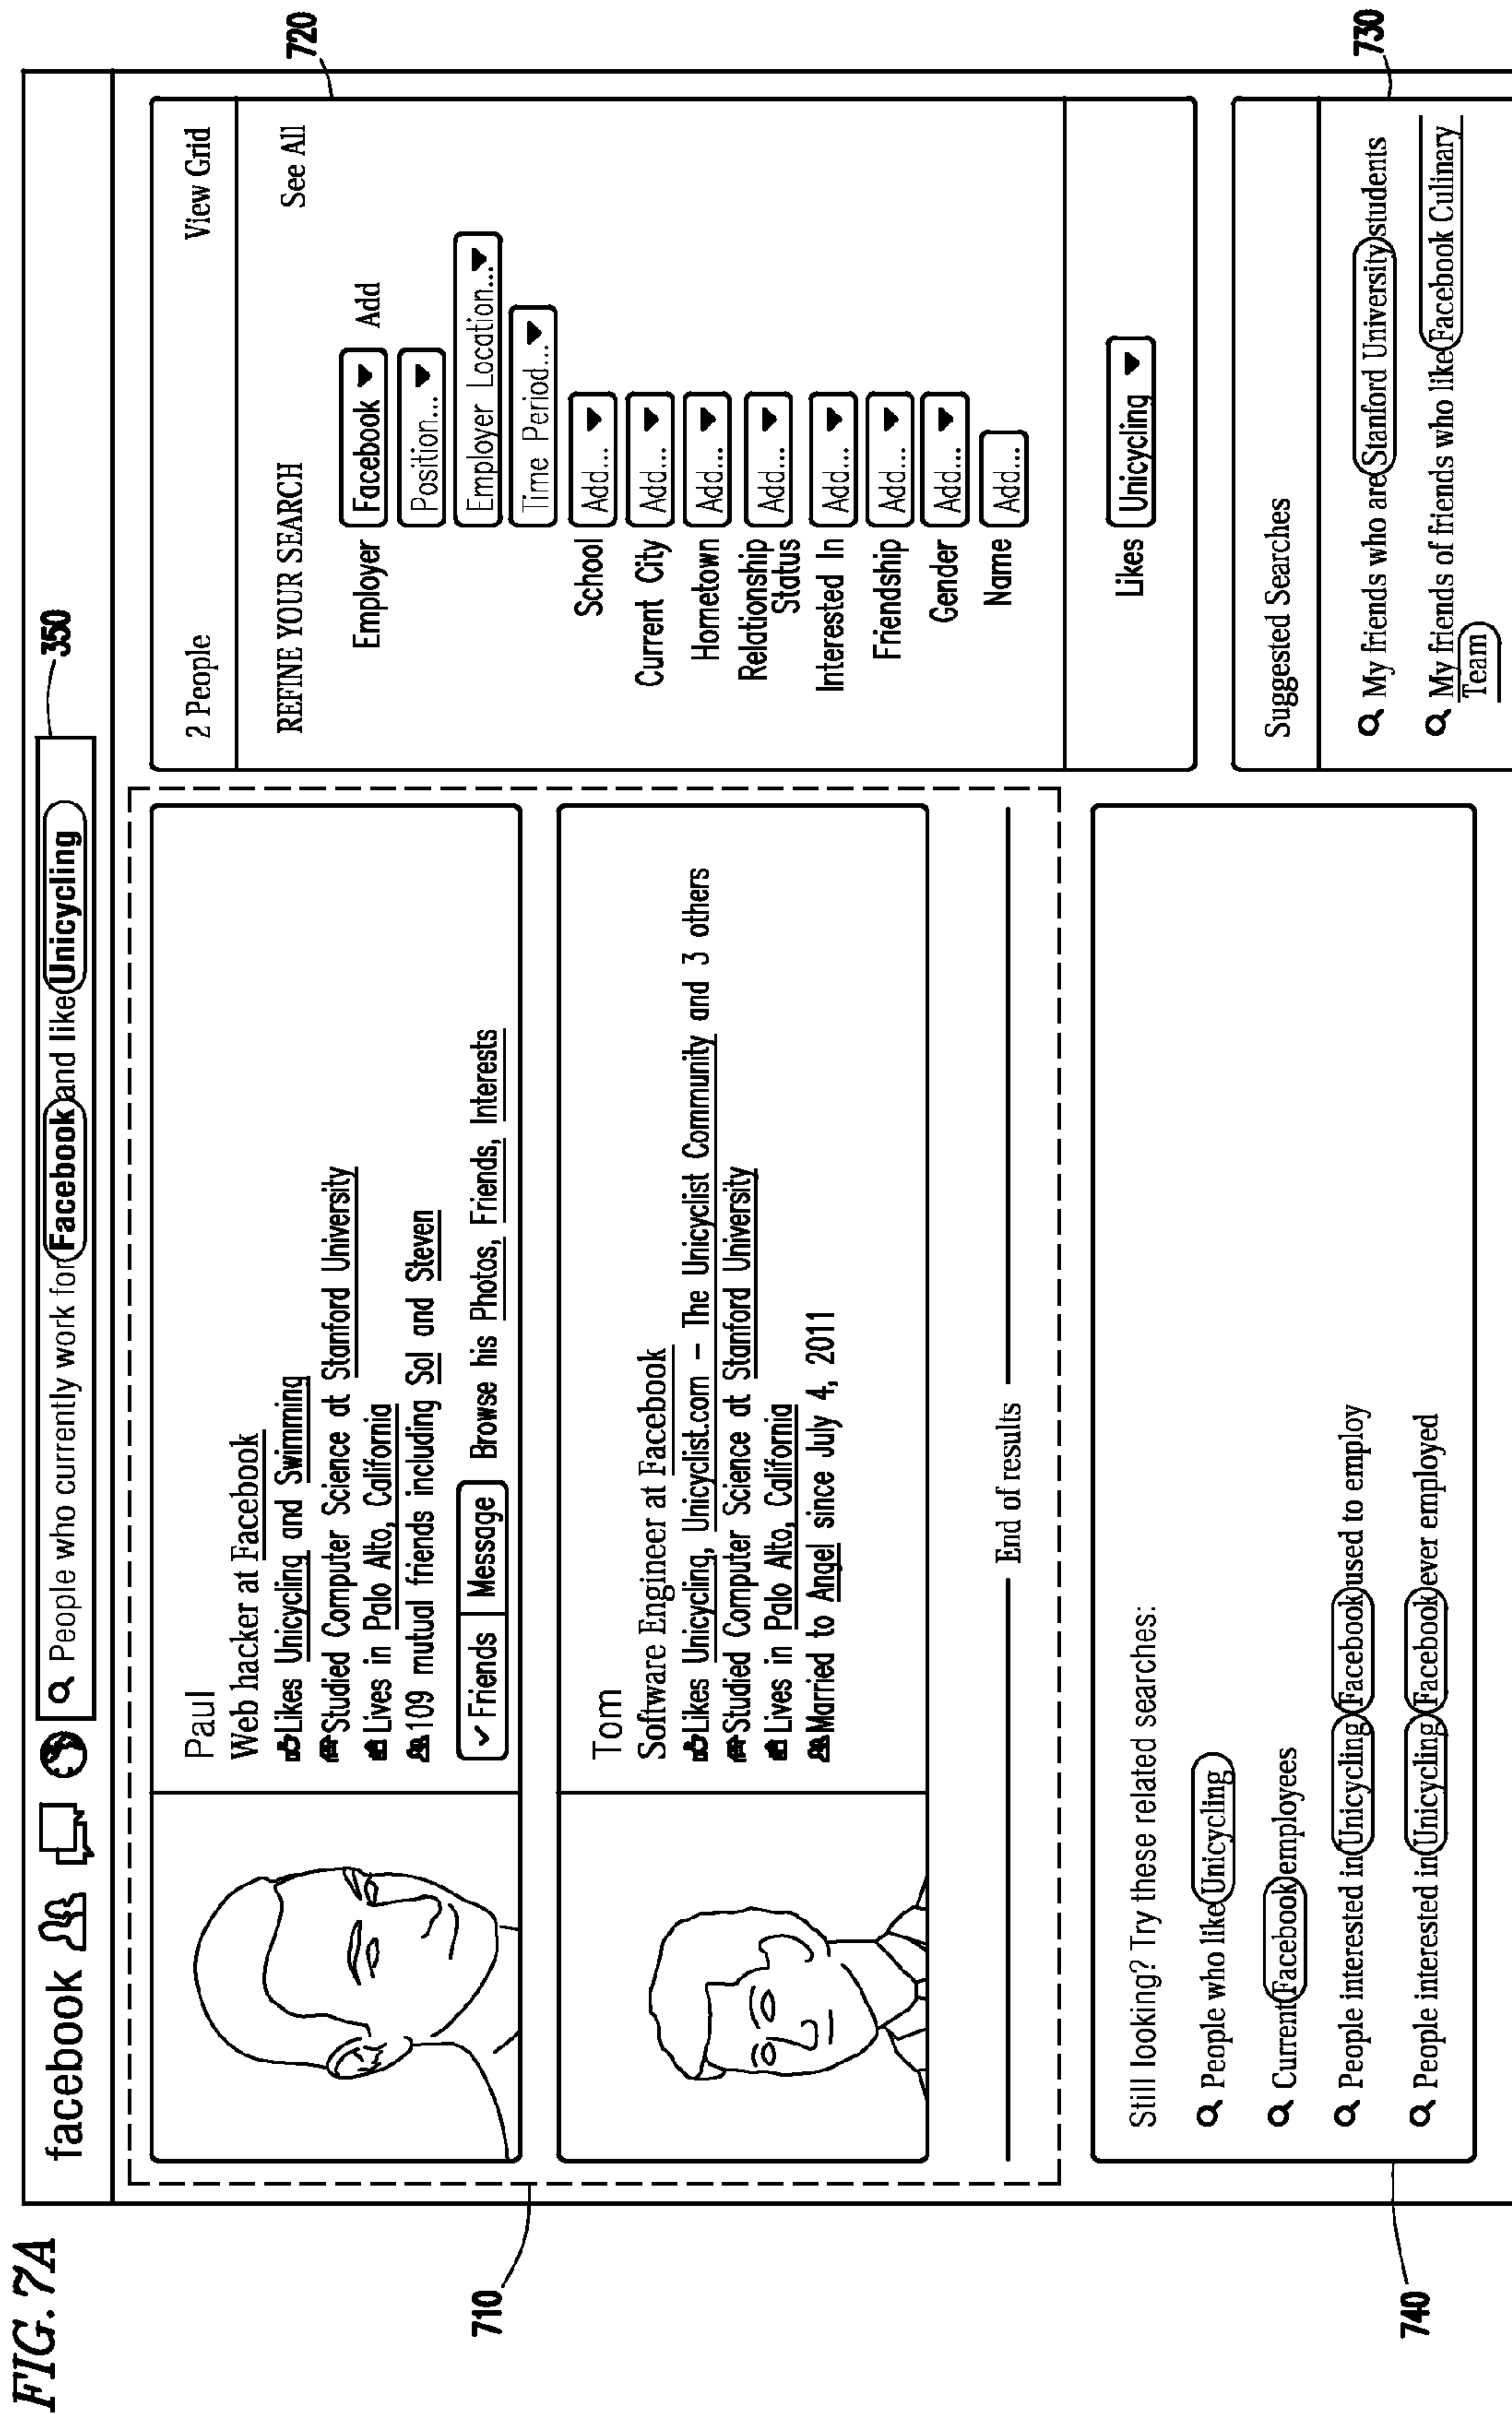 FIG. 7A
facebook
People who currently work for Facebook and like Unicycling
350
710
Paul
Web hacker at Facebook
Likes Unicycling and Swimming
Studied Computer Science at Stanford University
Lives in Palo Alto, California
109 mutual friends including Sol and Steven
✓ Friends Message Browse his Photos, Friends, Interests
Tom
Software Engineer at Facebook
Likes Unicycling, Unicyclist.com – The Unicyclist Community and 3 others
Studied Computer Science at Stanford University
Lives in Palo Alto, California
Married to Angel since July 4, 2011
End of results
740
Still looking? Try these related searches:
People who like Unicycling
Current Facebook employees
People interested in Unicycling Facebook used to employ
People interested in Unicycling Facebook ever employed
720
2 People View Grid
REFINE YOUR SEARCH See All
Employer Facebook Add
Position...
Employer Location...
Time Period...
School Add...
Current City Add...
Hometown Add...
Relationship
Status Add...
Interested In Add...
Friendship Add...
Gender Add...
Name Add...
Likes Unicycling
730
Suggested Searches
My friends who are Stanford University students
My friends of friends who like Facebook Culinary
Team